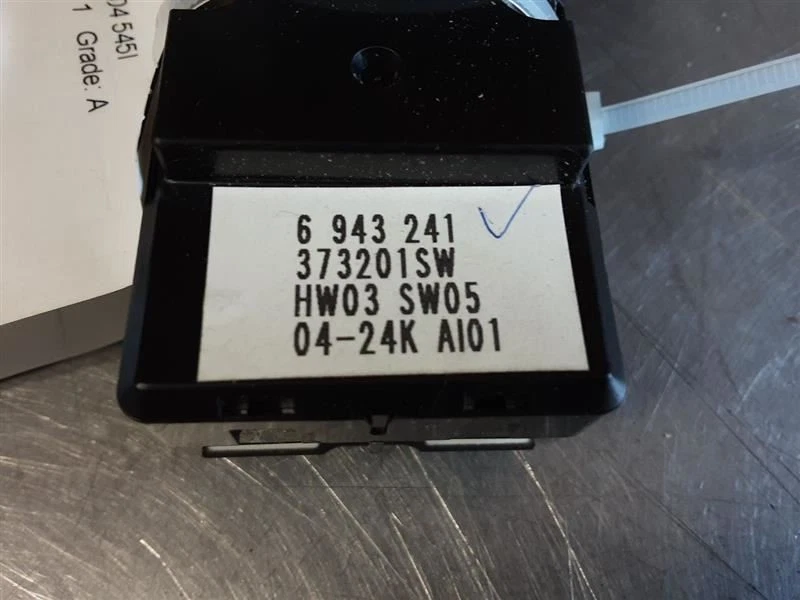 04 545I
1 Grade: A
6 943 241
373201SW
HW03 SW05
04-24K AI01